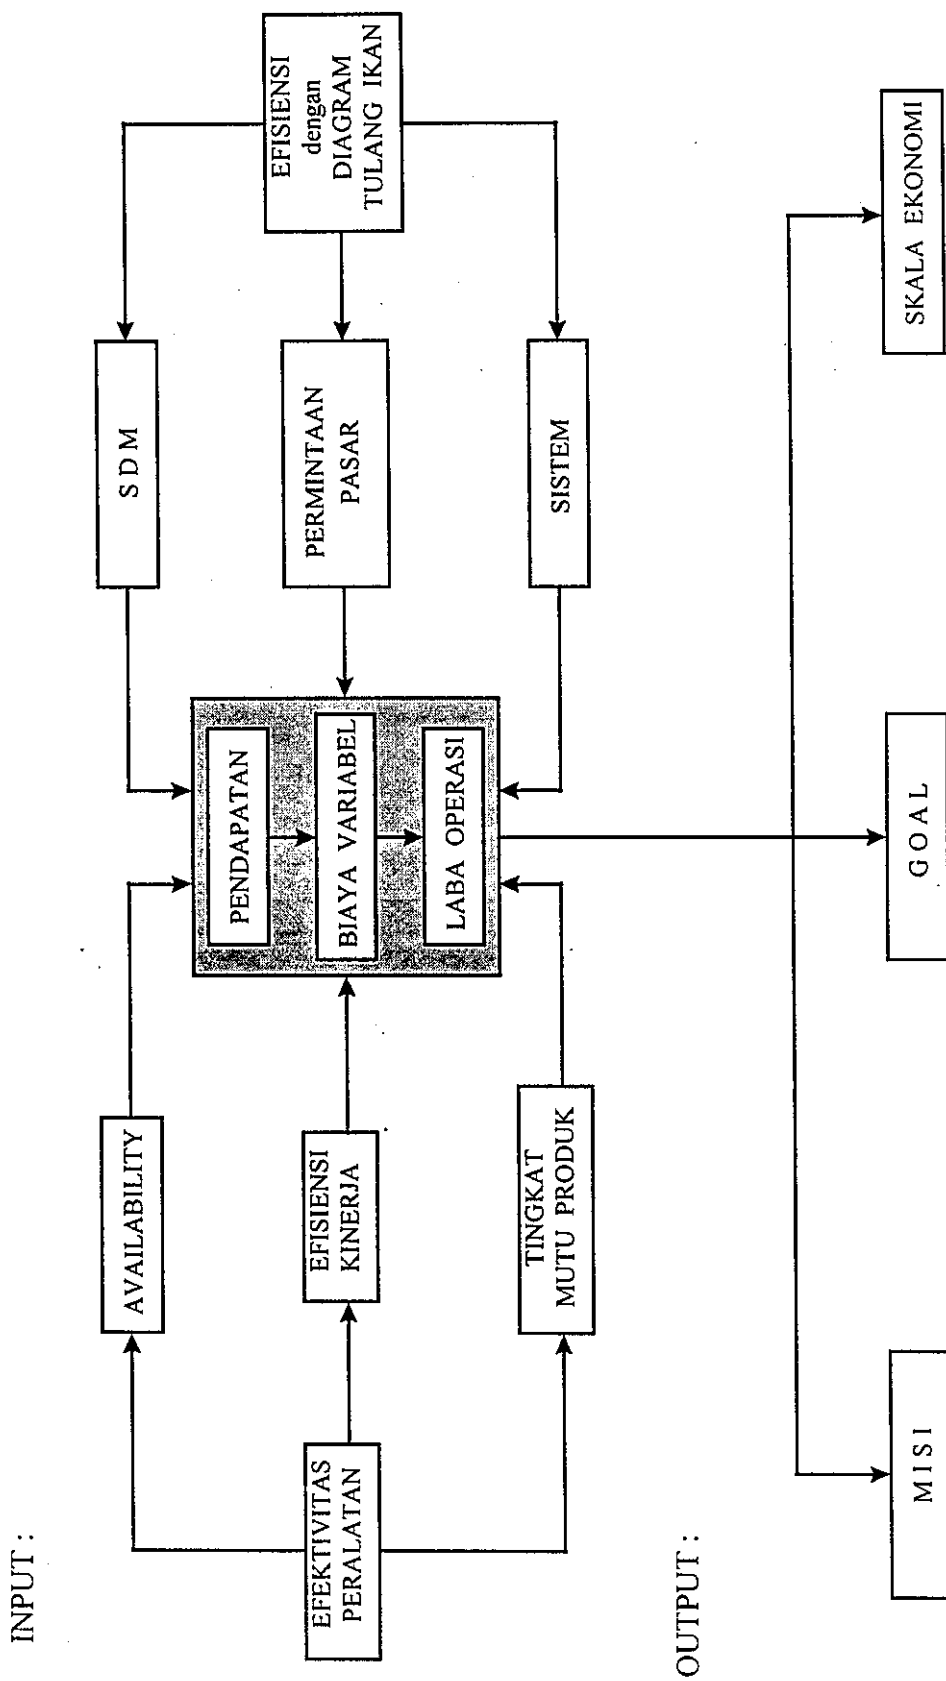 INPUT :
EFEKTIVITAS
PERALATAN
AVAILABILITY
EFISIENSI
KINERJA
TINGKAT
MUTU PRODUK
PENDAPATAN
BIAYA VARIABEL
LABA OPERASI
S D M
PERMINTAAN
PASAR
SISTEM
EFISIENSI
dengan
DIAGRAM
TULANG IKAN
OUTPUT :
M I S I
G O A L
SKALA EKONOMI